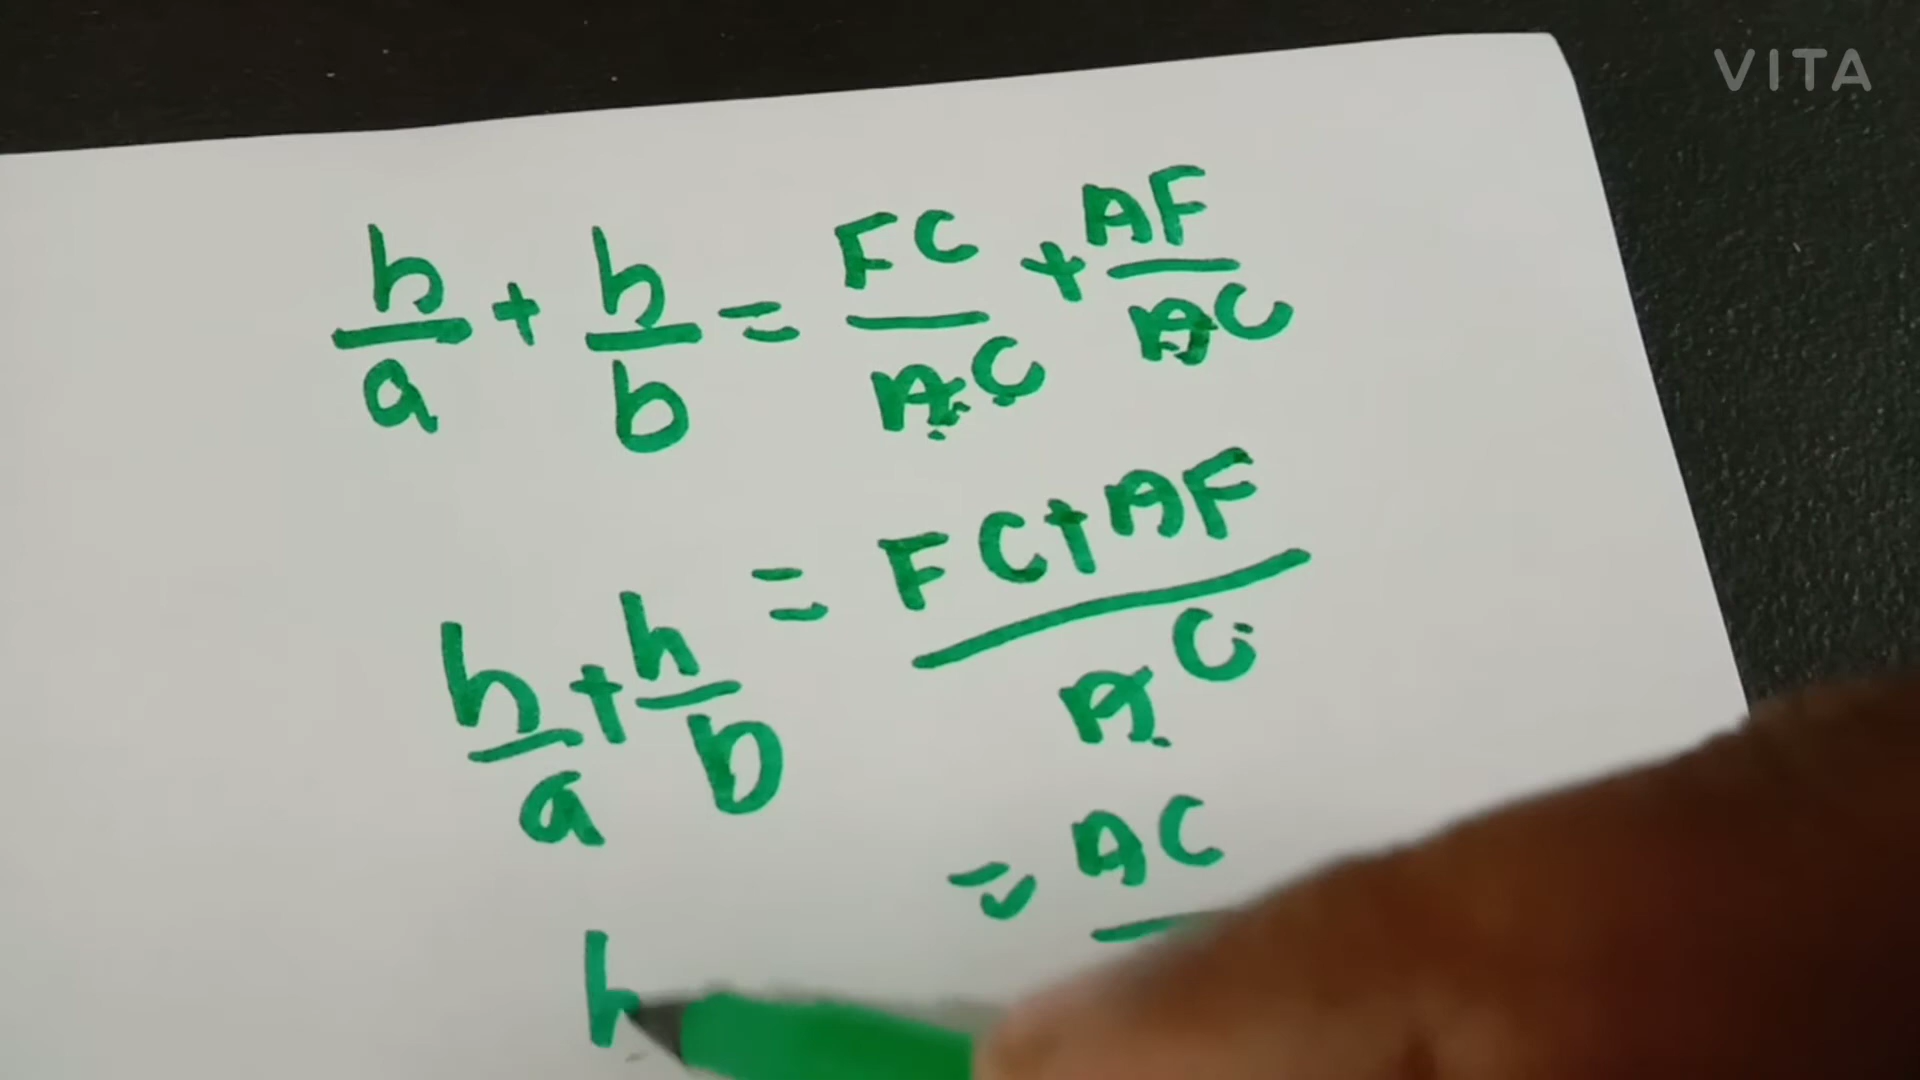 VITA
h/a + h/b = FC/AC + AF/AC
h/a + h/b = FC+AF/AC
= AC
h